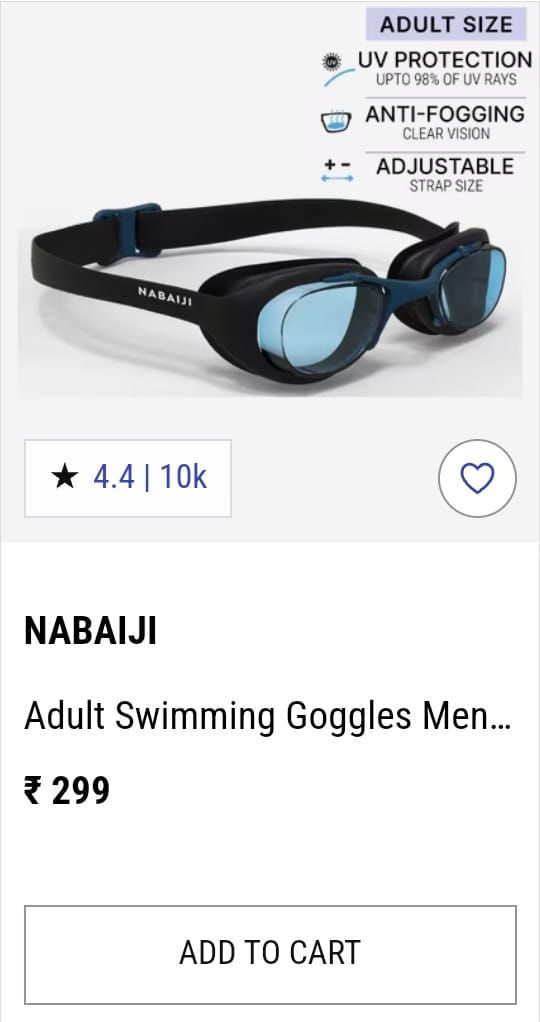 ADULT SIZE
UV
UV PROTECTION
UPTO 98% OF UV RAYS
ANTI-FOGGING
CLEAR VISION
+ -
ADJUSTABLE
STRAP SIZE
NABAIJI
★ 4.4 | 10k
NABAIJI
Adult Swimming Goggles Men...
₹ 299
ADD TO CART